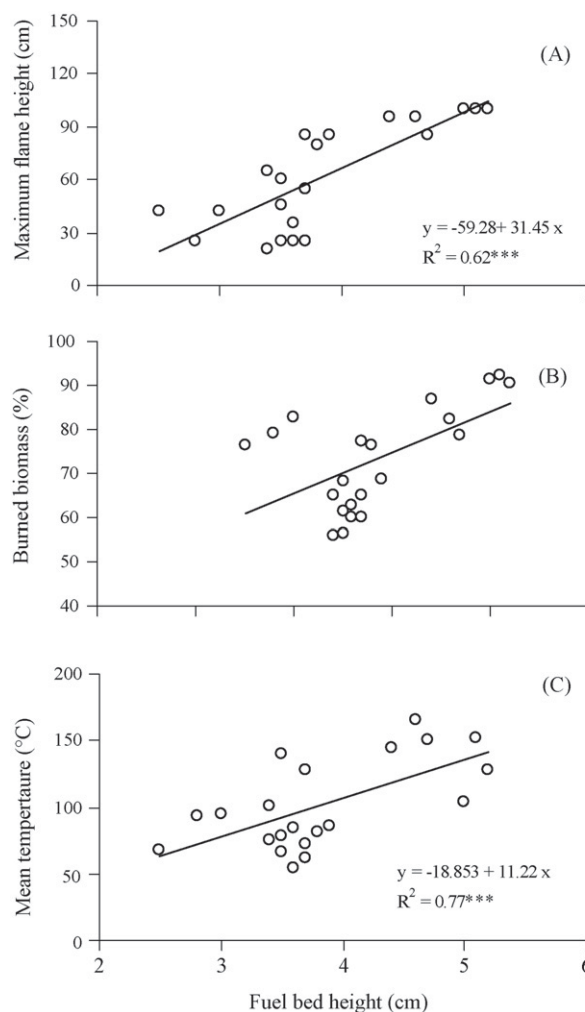 150
(A)
120
90
60
30
0
Maximum flame height (cm)
y = -59.28+ 31.45 x
R² = 0.62***
100
90
(B)
80
70
60
50
40
Burned biomass (%)
200
(C)
150
100
50
0
Mean tempertaure (°C)
y = -18.853 + 11.22 x
R² = 0.77***
2 3 4 5 6
Fuel bed height (cm)